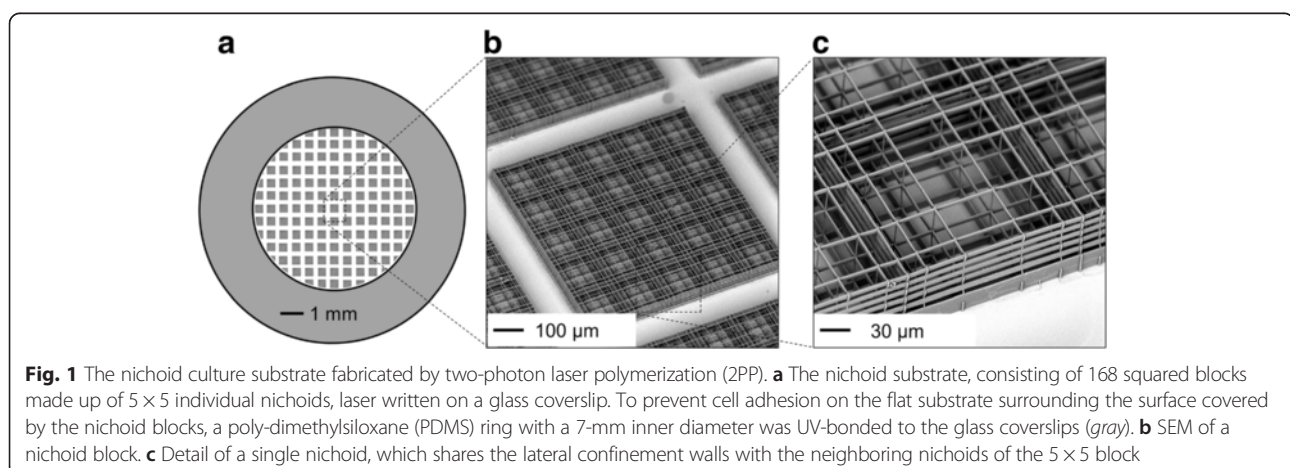 a
b
c
1 mm
100 μm
30 μm
Fig. 1 The nichoid culture substrate fabricated by two-photon laser polymerization (2PP). a The nichoid substrate, consisting of 168 squared blocks
made up of 5 × 5 individual nichoids, laser written on a glass coverslip. To prevent cell adhesion on the flat substrate surrounding the surface covered
by the nichoid blocks, a poly-dimethylsiloxane (PDMS) ring with a 7-mm inner diameter was UV-bonded to the glass coverslips (gray). b SEM of a
nichoid block. c Detail of a single nichoid, which shares the lateral confinement walls with the neighboring nichoids of the 5 × 5 block